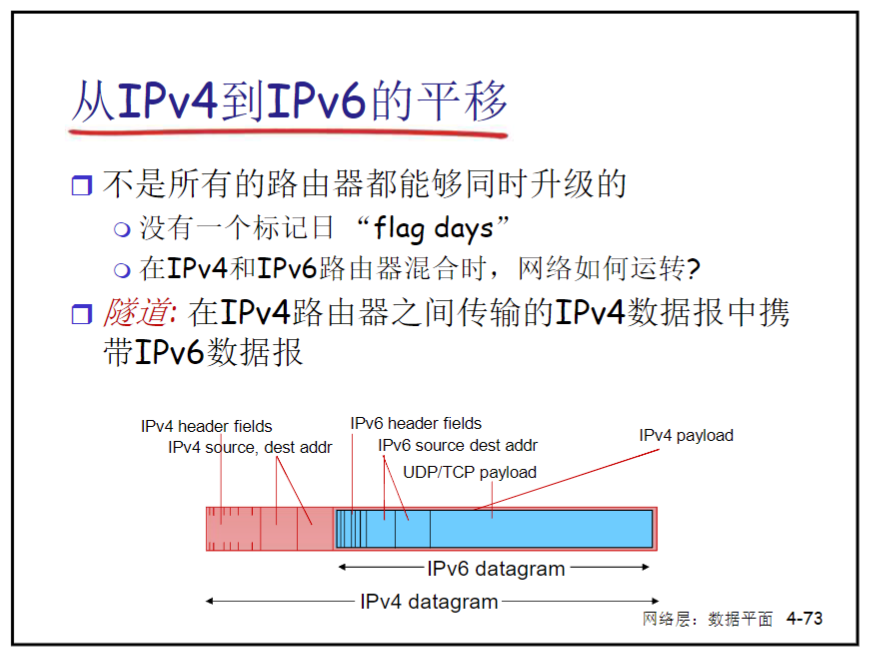 从IPv4到IPv6的平移
不是所有的路由器都能够同时升级的
没有一个标记日 “flag days”
在IPv4和IPv6路由器混合时，网络如何运转?
隧道: 在IPv4路由器之间传输的IPv4数据报中携
带IPv6数据报
IPv4 header fields
IPv4 source, dest addr
IPv6 header fields
IPv6 source dest addr
UDP/TCP payload
IPv4 payload
IPv6 datagram
IPv4 datagram
网络层：数据平面 4-73